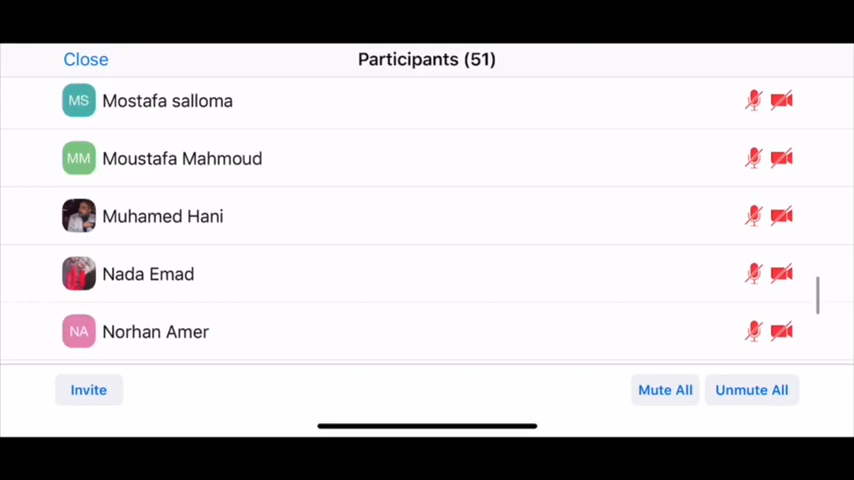 Close Participants (51)
MS Mostafa salloma
MM Moustafa Mahmoud
Muhamed Hani
Nada Emad
NA Norhan Amer
Invite Mute All Unmute All